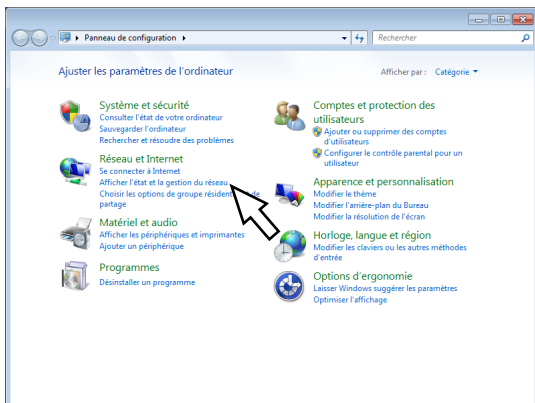 Panneau de configuration
Rechercher
Ajuster les paramètres de l'ordinateur
Afficher par : Catégorie
Système et sécurité
Consulter l'état de votre ordinateur
Sauvegarder l'ordinateur
Rechercher et résoudre des problèmes
Réseau et Internet
Se connecter à Internet
Afficher l'état et la gestion du réseau
Choisir les options de groupe résident de
partage
Matériel et audio
Afficher les périphériques et imprimantes
Ajouter un périphérique
Programmes
Désinstaller un programme
Comptes et protection des
utilisateurs
Ajouter ou supprimer des comptes
d'utilisateurs
Configurer le contrôle parental pour un
utilisateur
Apparence et personnalisation
Modifier le thème
Modifier l'arrière-plan du Bureau
Modifier la résolution de l'écran
Horloge, langue et région
Modifier les claviers ou les autres méthodes
d'entrée
Options d'ergonomie
Laisser Windows suggérer les paramètres
Optimiser l'affichage